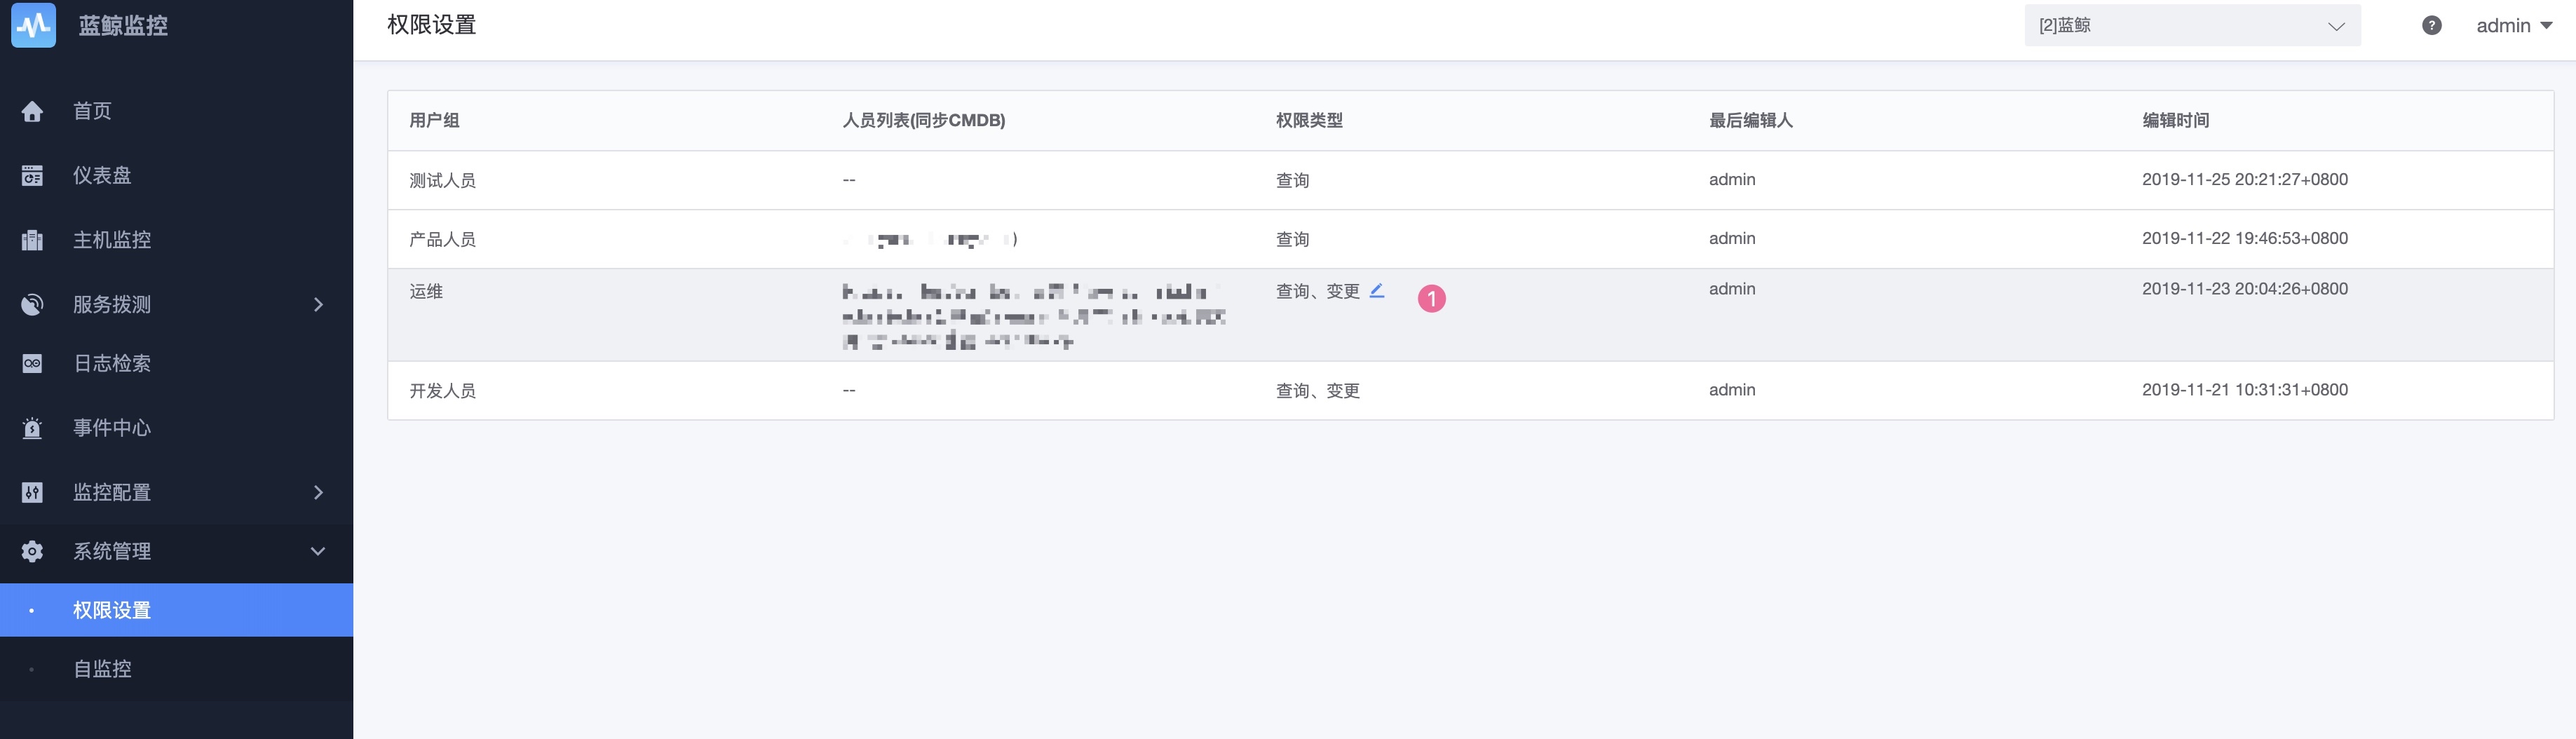 蓝鲸监控
权限设置
[2]蓝鲸
?
admin
首页
仪表盘
主机监控
服务拨测
日志检索
事件中心
监控配置
系统管理
权限设置
自监控
用户组 人员列表(同步CMDB) 权限类型 最后编辑人 编辑时间
测试人员 -- 查询 admin 2019-11-25 20:21:27+0800
产品人员 ) 查询 admin 2019-11-22 19:46:53+0800
运维 查询、变更 1 admin 2019-11-23 20:04:26+0800
开发人员 -- 查询、变更 admin 2019-11-21 10:31:31+0800